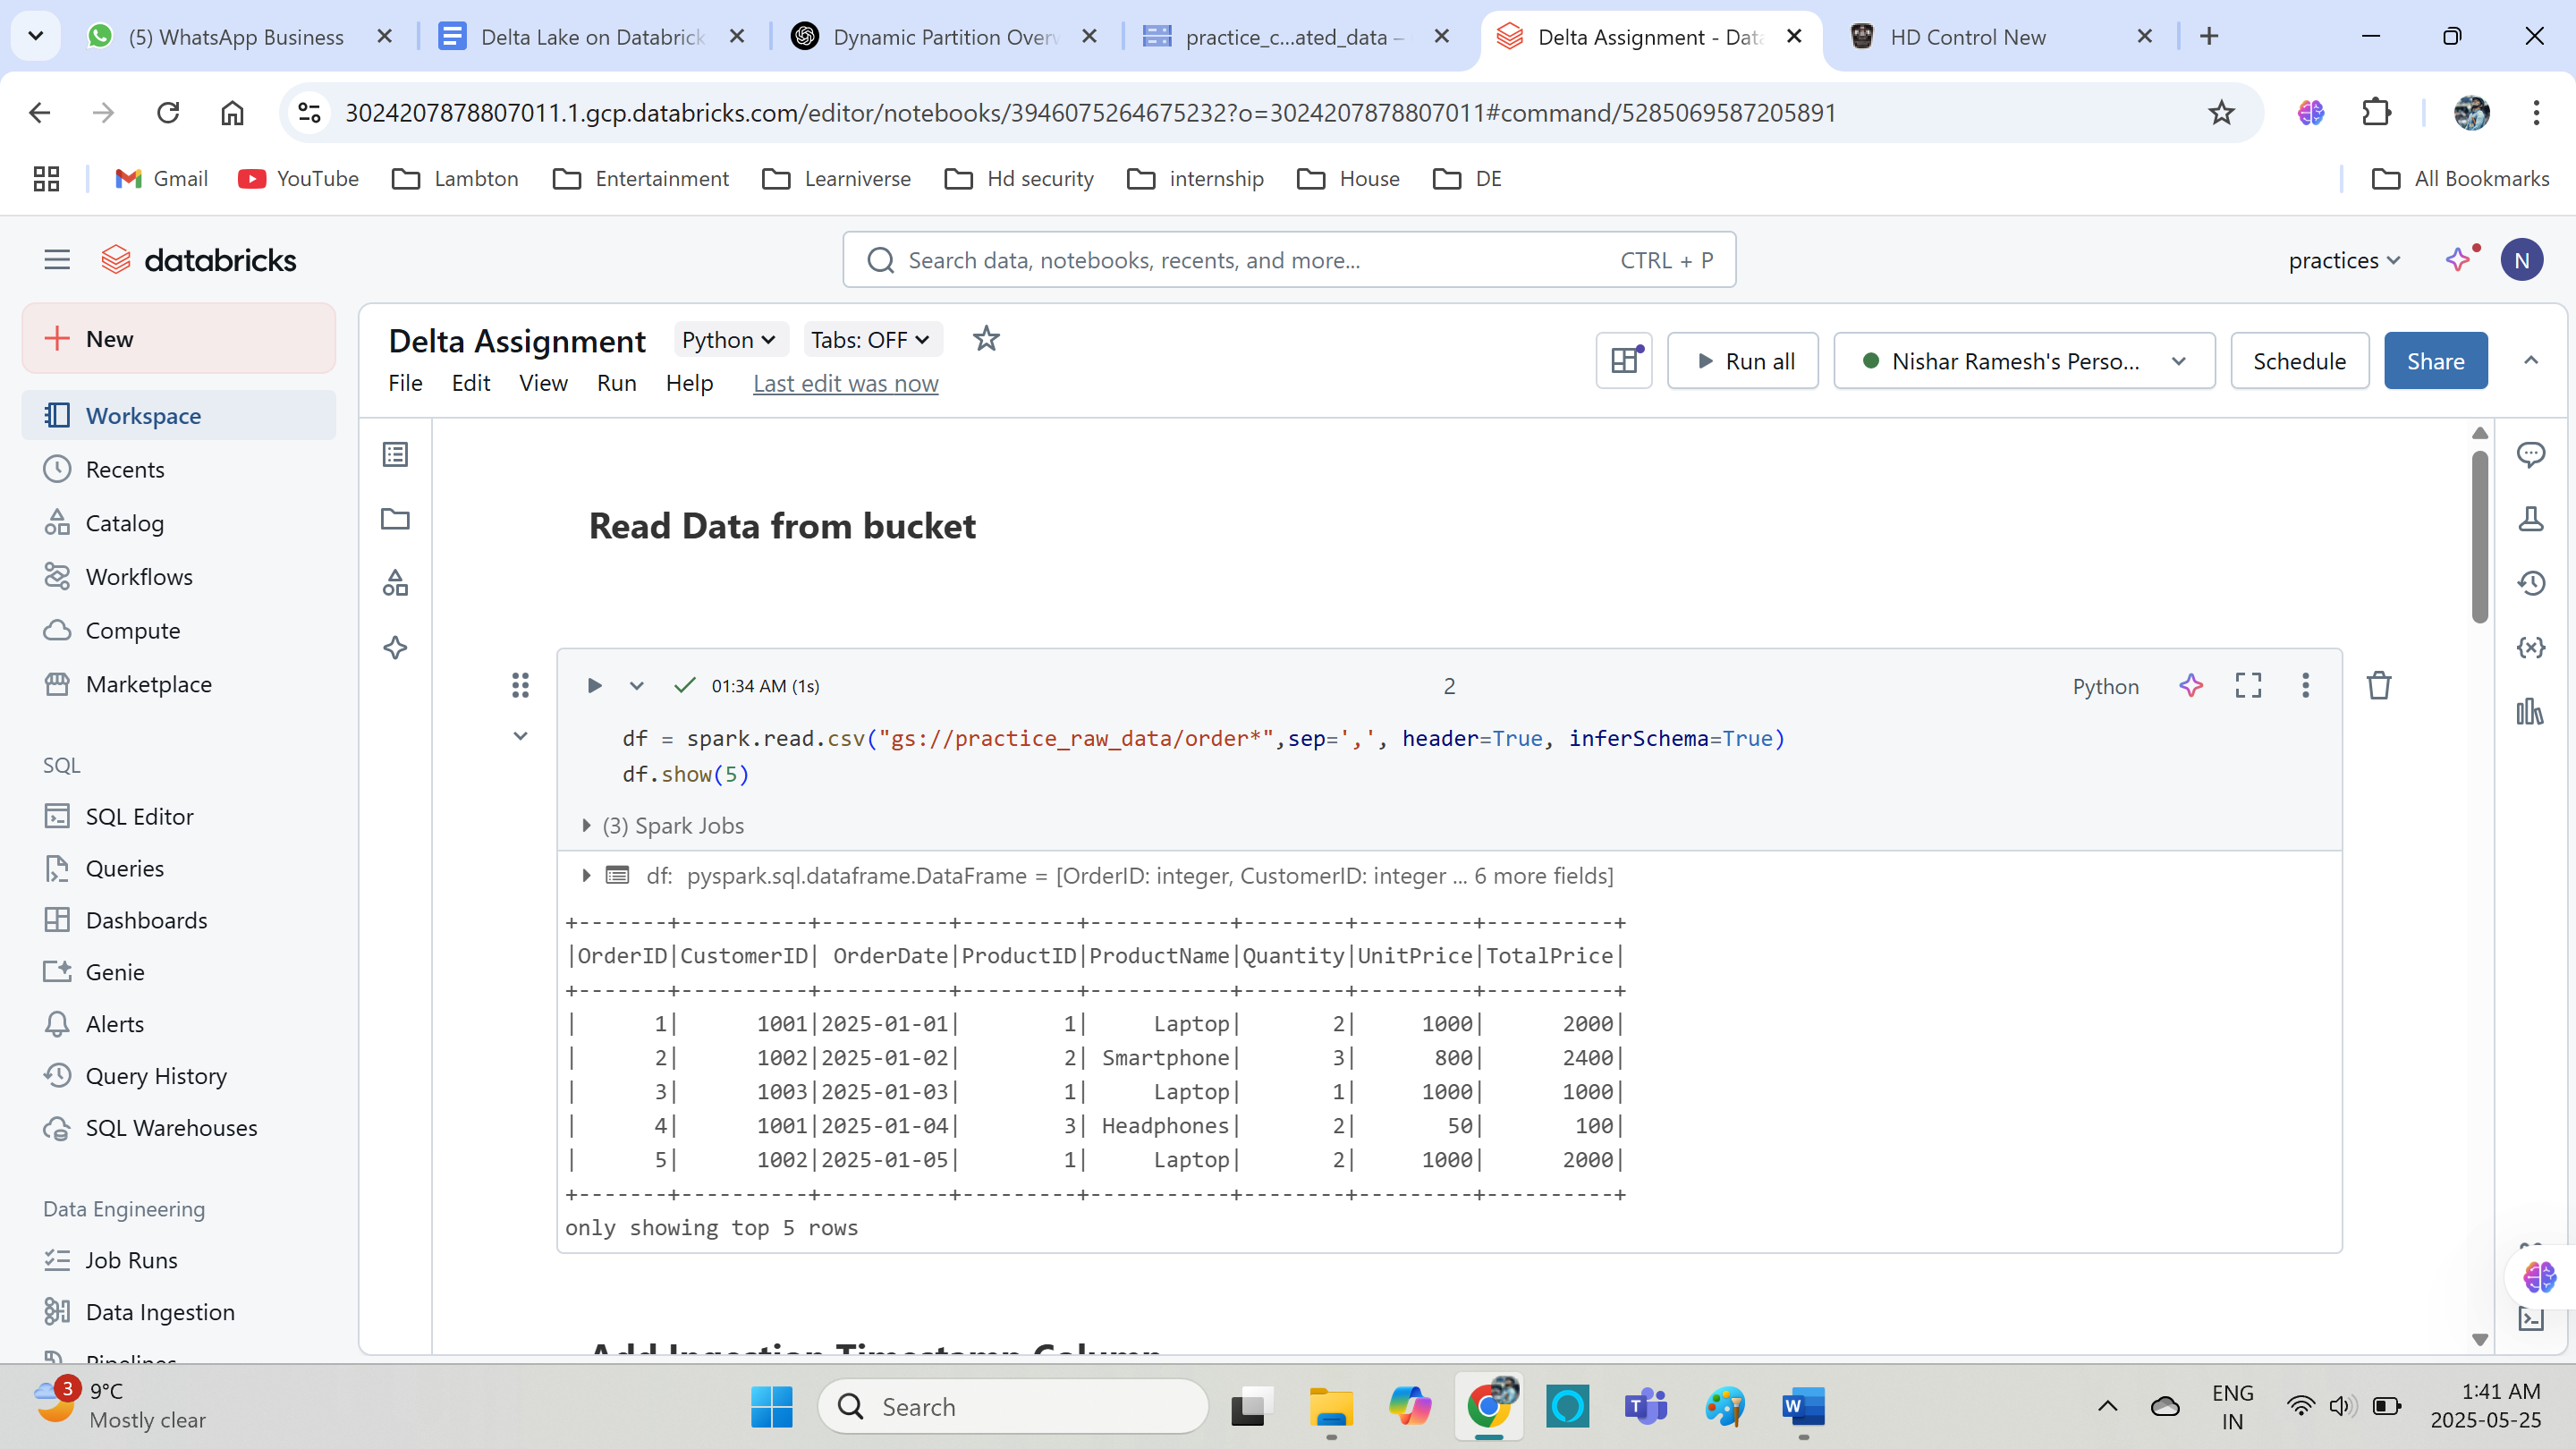 (5) WhatsApp Business
Delta Lake on Databrick
Dynamic Partition Overv
practice_c...ated_data –
Delta Assignment - Data
HD Control New
3024207878807011.1.gcp.databricks.com/editor/notebooks/3946075264675232?o=3024207878807011#command/5285069587205891
Gmail
YouTube
Lambton
Entertainment
Learniverse
Hd security
internship
House
DE
All Bookmarks
databricks
Search data, notebooks, recents, and more...
CTRL + P
practices
N
New
Workspace
Recents
Catalog
Workflows
Compute
Marketplace
SQL
SQL Editor
Queries
Dashboards
Genie
Alerts
Query History
SQL Warehouses
Data Engineering
Job Runs
Data Ingestion
Pipelines
Delta Assignment
Python
Tabs: OFF
File Edit View Run Help Last edit was now
Run all
Nishar Ramesh's Perso...
Schedule
Share
Read Data from bucket
01:34 AM (1s)
2
Python
df = spark.read.csv("gs://practice_raw_data/order*",sep=',', header=True, inferSchema=True)
df.show(5)
(3) Spark Jobs
df: pyspark.sql.dataframe.DataFrame = [OrderID: integer, CustomerID: integer ... 6 more fields]
+-------+----------+----------+---------+-----------+--------+---------+----------+
|OrderID|CustomerID| OrderDate|ProductID|ProductName|Quantity|UnitPrice|TotalPrice|
+-------+----------+----------+---------+-----------+--------+---------+----------+
|      1|      1001|2025-01-01|        1|     Laptop|       2|     1000|      2000|
|      2|      1002|2025-01-02|        2| Smartphone|       3|      800|      2400|
|      3|      1003|2025-01-03|        1|     Laptop|       1|     1000|      1000|
|      4|      1001|2025-01-04|        3| Headphones|       2|       50|       100|
|      5|      1002|2025-01-05|        1|     Laptop|       2|     1000|      2000|
+-------+----------+----------+---------+-----------+--------+---------+----------+
only showing top 5 rows
Add Ingestion Timestamp Column
3
9°C
Mostly clear
Search
ENG
IN
1:41 AM
2025-05-25